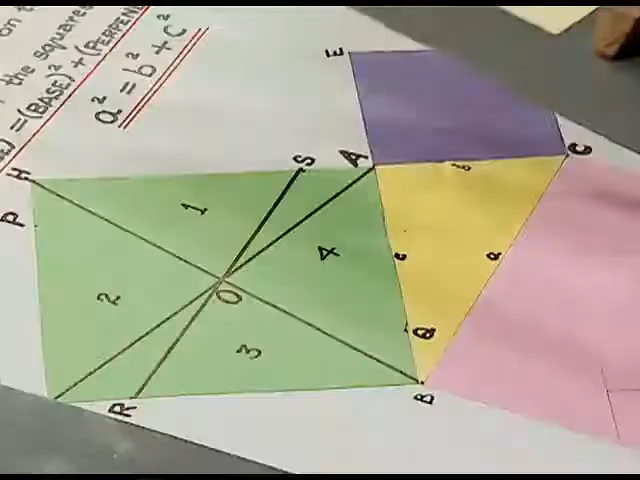 on
the squares
=(BASE)² + (PERPEN
a² = b² + c²
E
S
A
C
H
P
1
b
4
c
a
2
O
3
Q
R
B